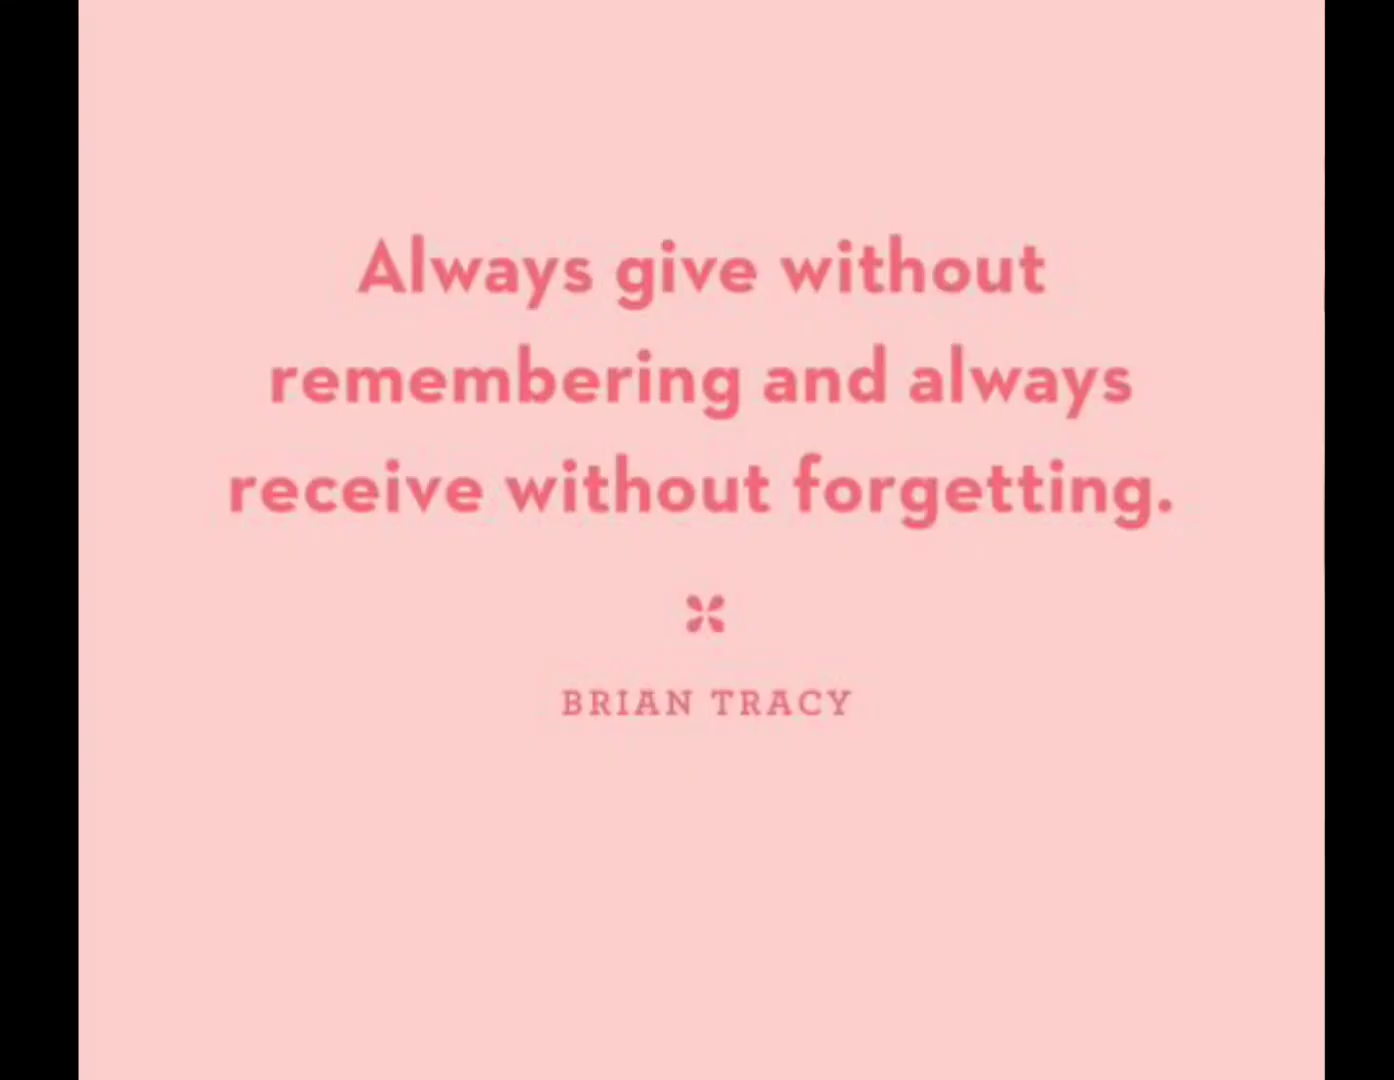 Always give without
remembering and always
receive without forgetting.
BRIAN TRACY